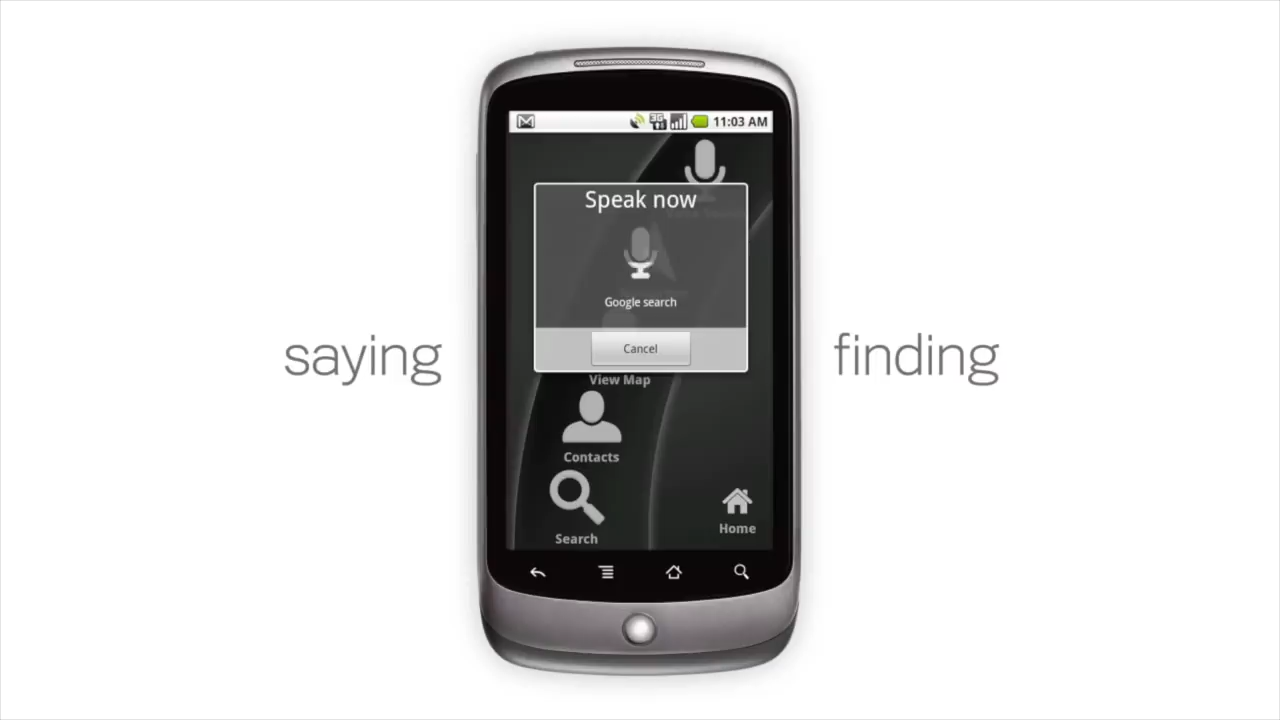 11:03 AM
Speak now
Google search
saying
finding
Cancel
View Map
Contacts
Search
Home